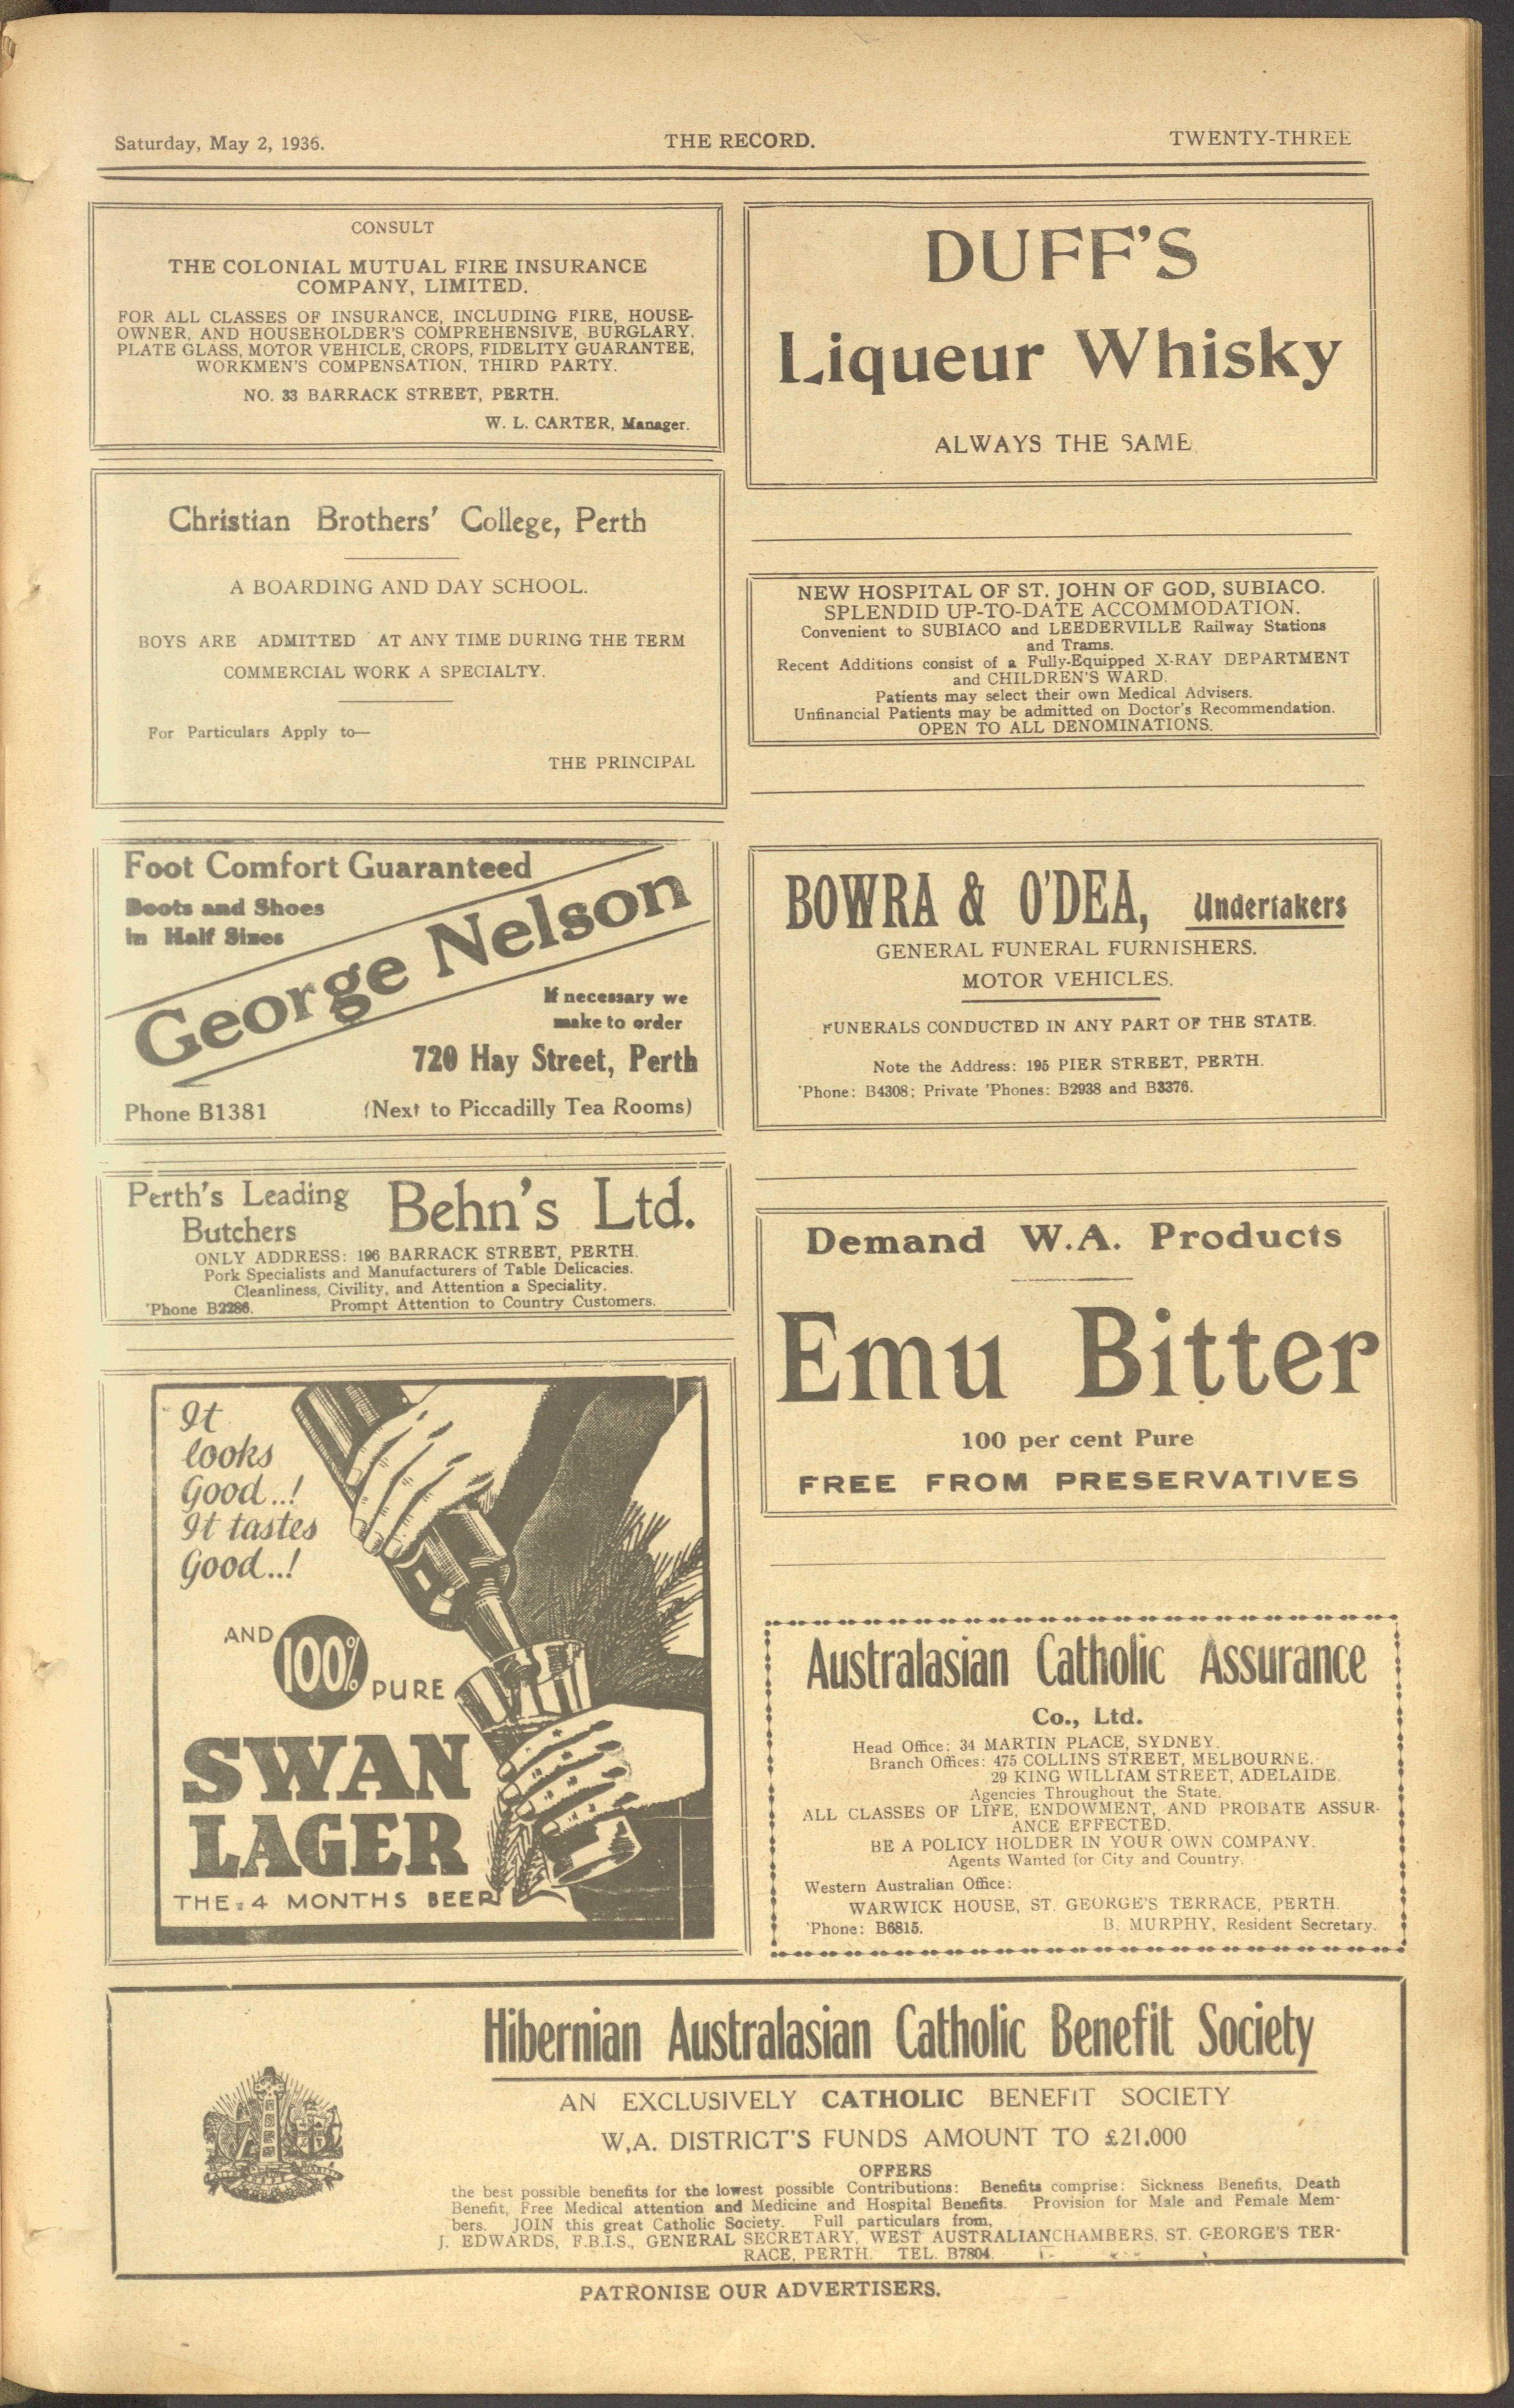 Saturday, May 2, 1936.
THE RECORD.
TWENTY-THREE
CONSULT
THE COLONIAL MUTUAL FIRE INSURANCE
COMPANY, LIMITED.
FOR ALL CLASSES OF INSURANCE, INCLUDING FIRE, HOUSE-
OWNER, AND HOUSEHOLDER'S COMPREHENSIVE, BURGLARY.
PLATE GLASS, MOTOR VEHICLE, CROPS, FIDELITY GUARANTEE,
WORKMEN'S COMPENSATION, THIRD PARTY.
NO. 33 BARRACK STREET, PERTH.
W. L. CARTER, Manager.
Christian Brothers' College, Perth
A BOARDING AND DAY SCHOOL.
BOYS ARE ADMITTED AT ANY TIME DURING THE TERM
COMMERCIAL WORK A SPECIALTY.
For Particulars Apply to—
THE PRINCIPAL
Foot Comfort Guaranteed
Boots and Shoes
in Half Sizes
George Nelson
If necessary we
make to order
720 Hay Street, Perth
Phone B1381 (Next to Piccadilly Tea Rooms)
Perth's Leading
Butchers
Behn's Ltd.
ONLY ADDRESS: 196 BARRACK STREET, PERTH.
Pork Specialists and Manufacturers of Table Delicacies.
Cleanliness, Civility, and Attention a Speciality.
'Phone B2286. Prompt Attention to Country Customers.
It
looks
Good..!
It tastes
Good..!
AND
100%
PURE
SWAN
LAGER
THE 4 MONTHS BEER
DUFF'S
Liqueur Whisky
ALWAYS THE SAME.
NEW HOSPITAL OF ST. JOHN OF GOD, SUBIACO.
SPLENDID UP-TO-DATE ACCOMMODATION.
Convenient to SUBIACO and LEEDERVILLE Railway Stations
and Trams.
Recent Additions consist of a Fully-Equipped X-RAY DEPARTMENT
and CHILDREN'S WARD.
Patients may select their own Medical Advisers.
Unfinancial Patients may be admitted on Doctor's Recommendation.
OPEN TO ALL DENOMINATIONS.
BOWRA & O'DEA, Undertakers
GENERAL FUNERAL FURNISHERS.
MOTOR VEHICLES.
FUNERALS CONDUCTED IN ANY PART OF THE STATE.
Note the Address: 195 PIER STREET, PERTH.
'Phone: B4308; Private 'Phones: B2938 and B3376.
Demand W.A. Products
Emu Bitter
100 per cent Pure
FREE FROM PRESERVATIVES
Australasian Catholic Assurance
Co., Ltd.
Head Office: 34 MARTIN PLACE, SYDNEY.
Branch Offices: 475 COLLINS STREET, MELBOURNE.
29 KING WILLIAM STREET, ADELAIDE.
Agencies Throughout the State.
ALL CLASSES OF LIFE, ENDOWMENT, AND PROBATE ASSUR-
ANCE EFFECTED.
BE A POLICY HOLDER IN YOUR OWN COMPANY.
Agents Wanted for City and Country.
Western Australian Office:
WARWICK HOUSE, ST. GEORGE'S TERRACE, PERTH.
'Phone: B6815. B. MURPHY, Resident Secretary.
Hibernian Australasian Catholic Benefit Society
AN EXCLUSIVELY CATHOLIC BENEFIT SOCIETY
W.A. DISTRICT'S FUNDS AMOUNT TO £21,000
OFFERS
the best possible benefits for the lowest possible Contributions: Benefits comprise: Sickness Benefits, Death
Benefit, Free Medical attention and Medicine and Hospital Benefits. Provision for Male and Female Mem-
bers. JOIN this great Catholic Society. Full particulars from,
J. EDWARDS, F.B.I.S., GENERAL SECRETARY, WEST AUSTRALIANCHAMBERS, ST. GEORGE'S TER-
RACE, PERTH. TEL. B7804.
PATRONISE OUR ADVERTISERS.